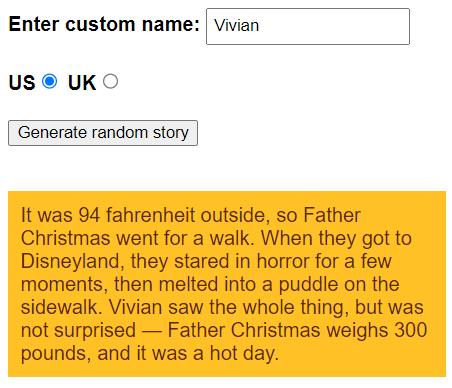 Enter custom name: Vivian
US UK
Generate random story
It was 94 fahrenheit outside, so Father
Christmas went for a walk. When they got to
Disneyland, they stared in horror for a few
moments, then melted into a puddle on the
sidewalk. Vivian saw the whole thing, but was
not surprised — Father Christmas weighs 300
pounds, and it was a hot day.